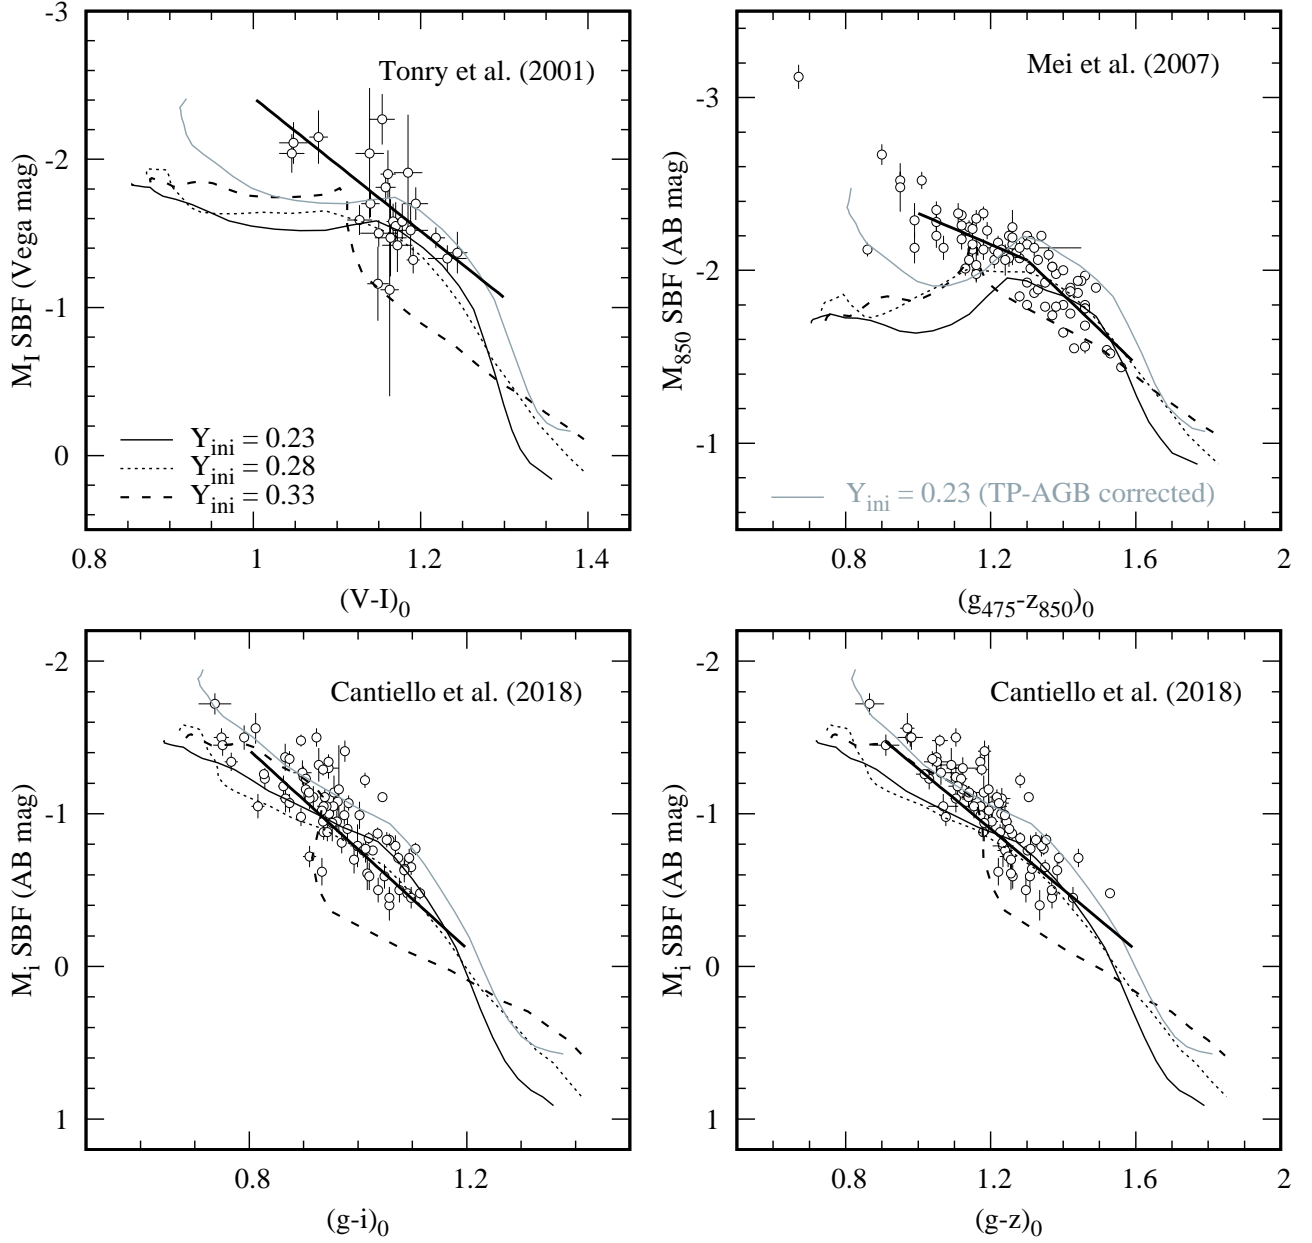 -3
-2
-1
0
M_I SBF (Vega mag)
Tonry et al. (2001)
Y_ini = 0.23
Y_ini = 0.28
Y_ini = 0.33
0.8 1 1.2 1.4
(V-I)_0
-3
-2
-1
M_850 SBF (AB mag)
Mei et al. (2007)
Y_ini = 0.23 (TP-AGB corrected)
0.8 1.2 1.6 2
(g_475-z_850)_0
-2
-1
0
1
M_i SBF (AB mag)
Cantiello et al. (2018)
0.8 1.2
(g-i)_0
-2
-1
0
1
M_i SBF (AB mag)
Cantiello et al. (2018)
0.8 1.2 1.6 2
(g-z)_0